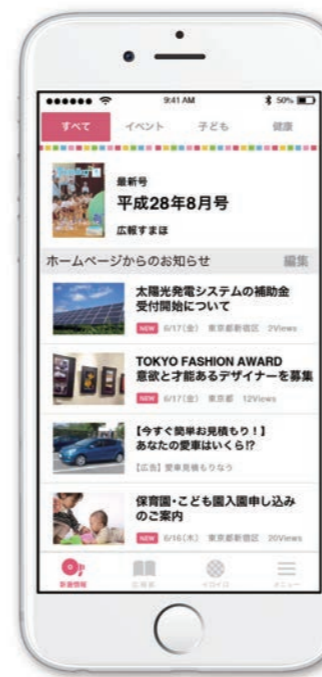 9:41 AM
50%
すべて
イベント
子ども
健康
最新号
平成28年8月号
広報すまほ
ホームページからのお知らせ
編集
太陽光発電システムの補助金
受付開始について
NEW 6/17(金) 東京都新宿区 2Views
TOKYO FASHION AWARD
意欲と才能あるデザイナーを募集
NEW 6/17(金) 東京都 12Views
【今すぐ簡単お見積もり!】
あなたの愛車はいくら!?
【広告】愛車見積もりなう
保育園・こども園入園申し込み
のご案内
NEW 6/16(木) 東京都新宿区 20Views
新着情報
広報紙
イロイロ
メニュー